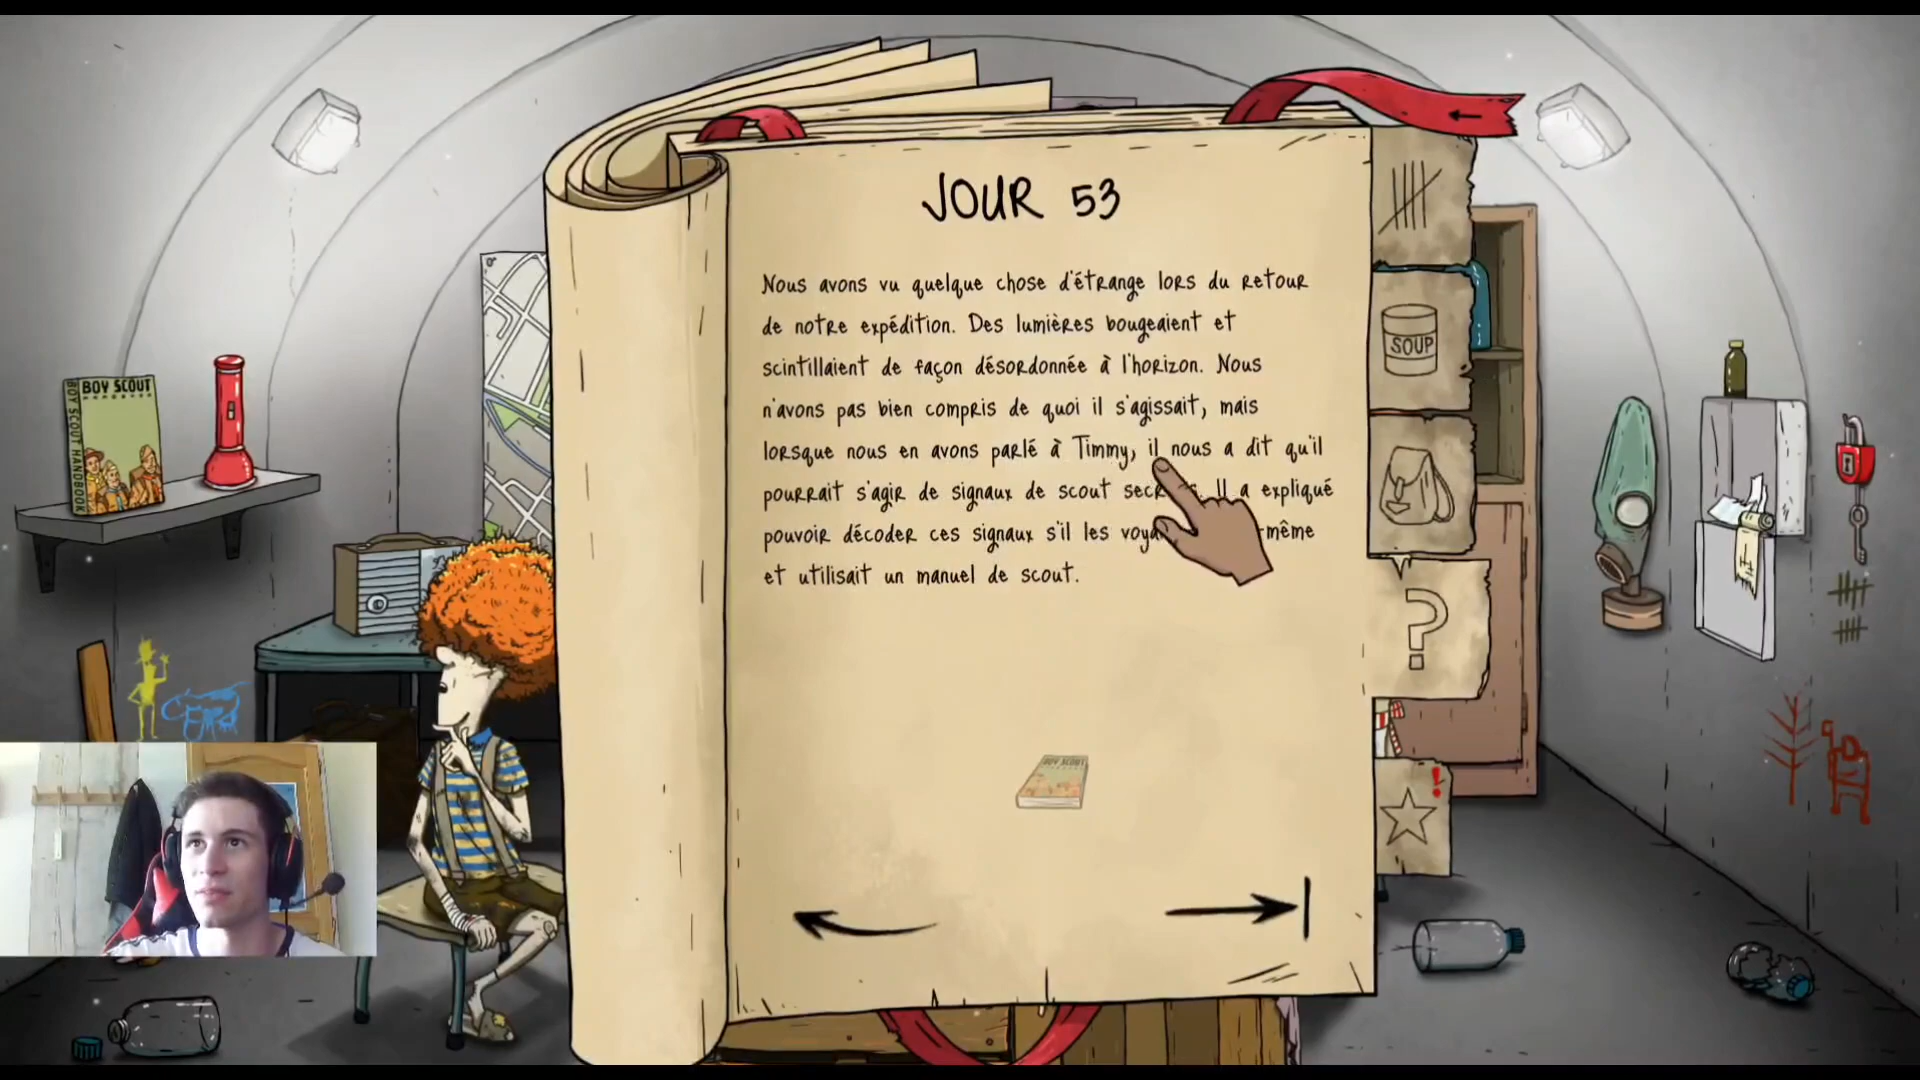 JOUR 53
Nous avons vu quelque chose d'étrange lors du retour
de notre expédition. Des lumières bougeaient et
scintillaient de façon désordonnée à l'horizon. Nous
n'avons pas bien compris de quoi il s'agissait, mais
lorsque nous en avons parlé à Timmy, il nous a dit qu'il
pourrait s'agir de signaux de scout Il a expliqué
pouvoir décoder ces signaux s'il les même
et utilisait un manuel de scout.
BOY SCOUT
BOY SCOUT HANDBOOK
SOUP
?
!
BOY SCOUT